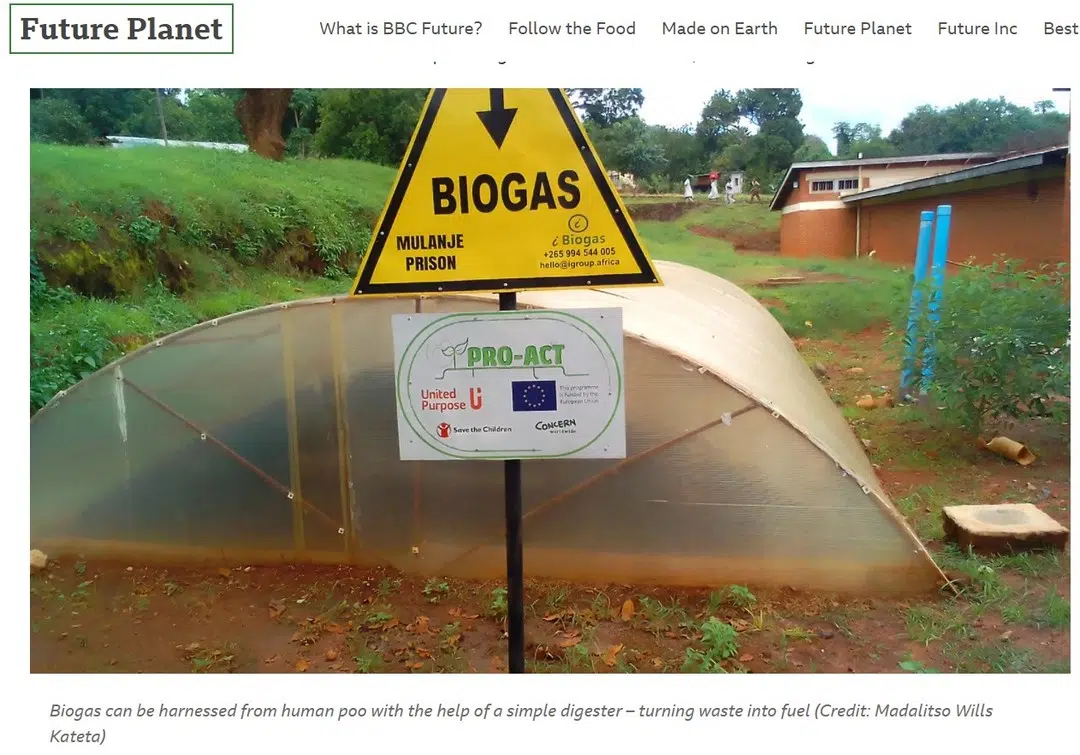 Future Planet
What is BBC Future? Follow the Food Made on Earth Future Planet Future Inc Best
BIOGAS
MULANJE
PRISON
i
i Biogas
+265 994 544 005
hello@igroup.africa
PRO-ACT
United
Purpose
This programme
is funded by the
European Union
Save the Children
CONCERN
worldwide
Biogas can be harnessed from human poo with the help of a simple digester – turning waste into fuel (Credit: Madalitso Wills
Kateta)